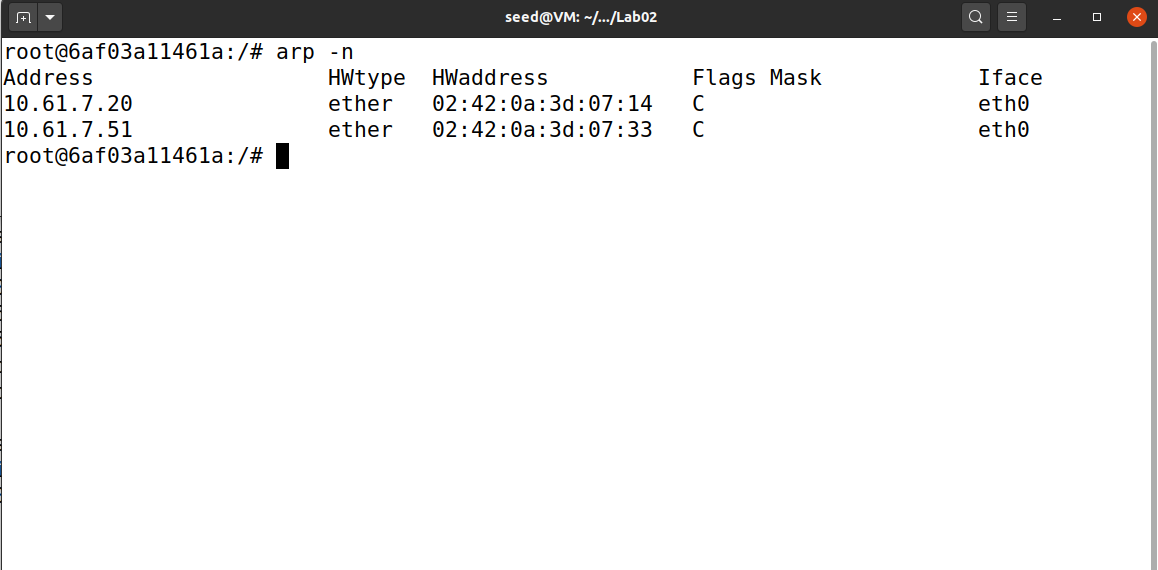 seed@VM: ~/.../Lab02
root@6af03a11461a:/# arp -n
Address                  HWtype  HWaddress           Flags Mask            Iface
10.61.7.20               ether   02:42:0a:3d:07:14   C                     eth0
10.61.7.51               ether   02:42:0a:3d:07:33   C                     eth0
root@6af03a11461a:/#